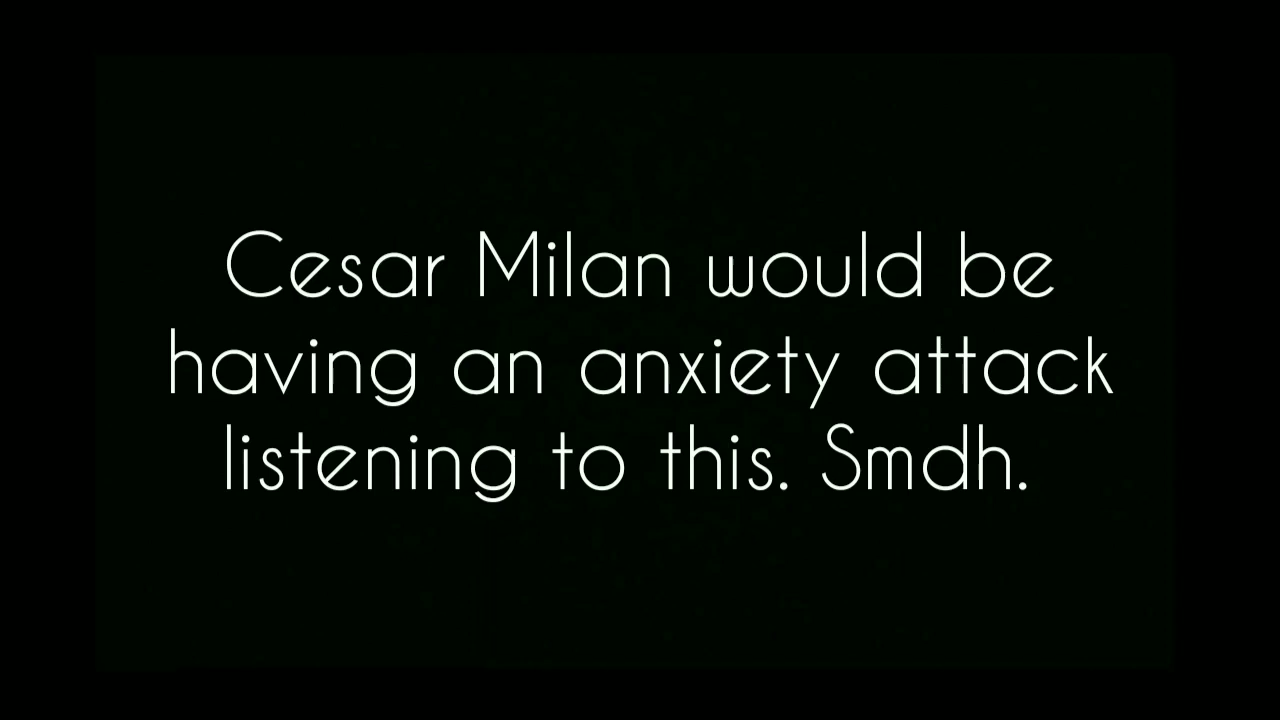 Cesar Milan would be
having an anxiety attack
listening to this. Smdh.